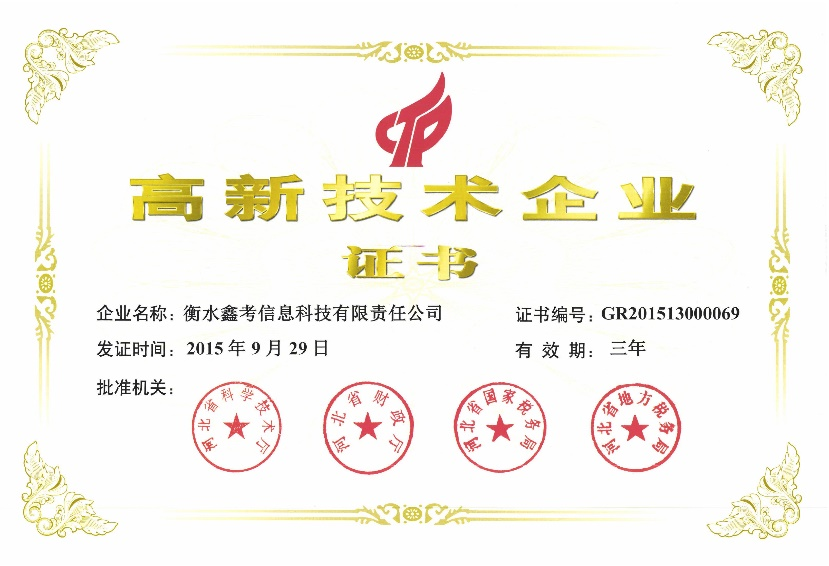 高新技术企业
证书
企业名称：衡水鑫考信息科技有限责任公司
证书编号：GR201513000069
发证时间：2015年9月29日
有效期：三年
批准机关：
河北省科学技术厅
河北省财政厅
河北省国家税务局
河北省地方税务局